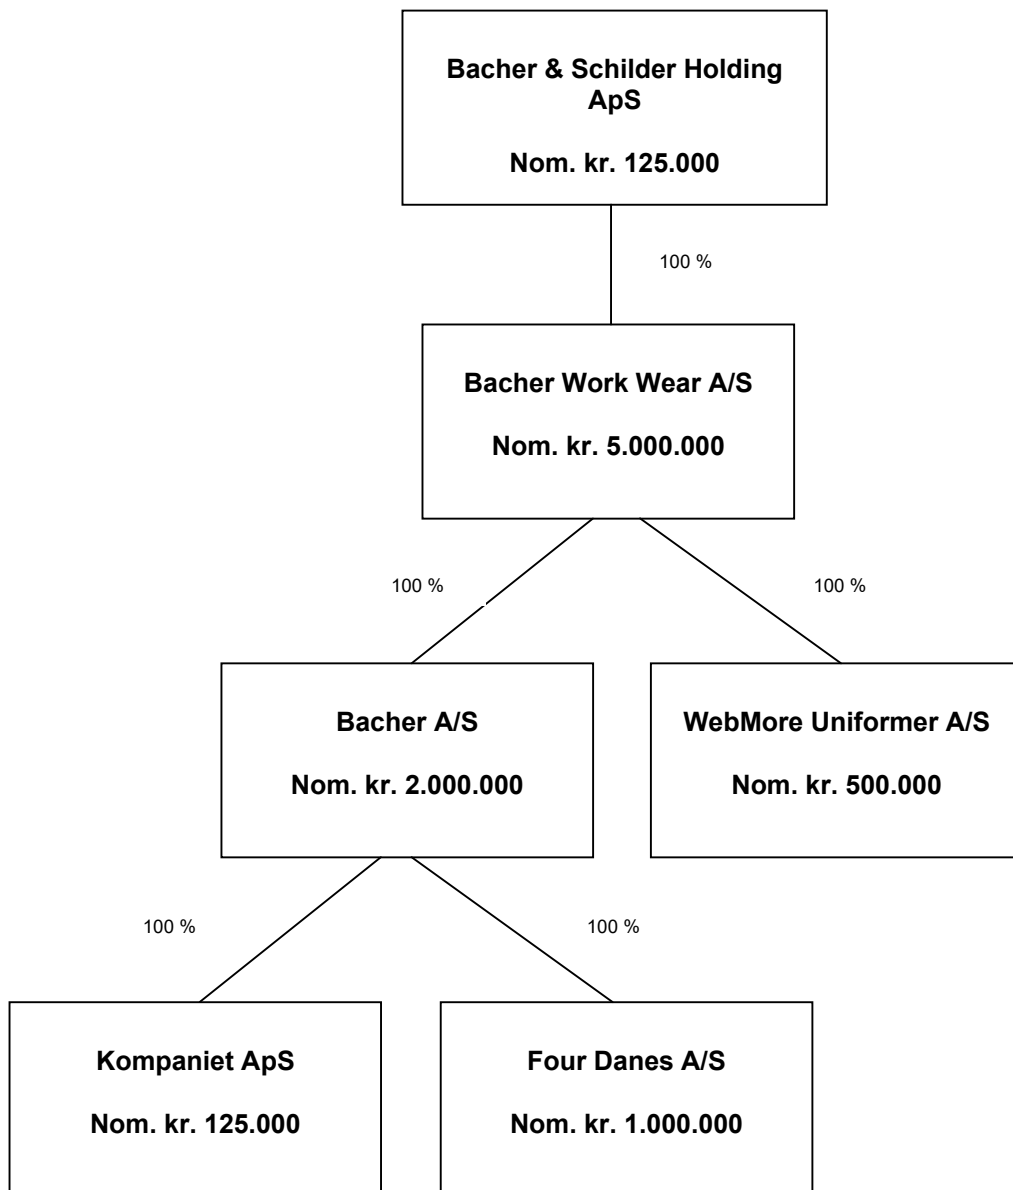 Bacher & Schilder Holding
ApS
Nom. kr. 125.000
100 %
Bacher Work Wear A/S
Nom. kr. 5.000.000
100 %
100 %
Bacher A/S
Nom. kr. 2.000.000
WebMore Uniformer A/S
Nom. kr. 500.000
100 %
100 %
Kompaniet ApS
Nom. kr. 125.000
Four Danes A/S
Nom. kr. 1.000.000